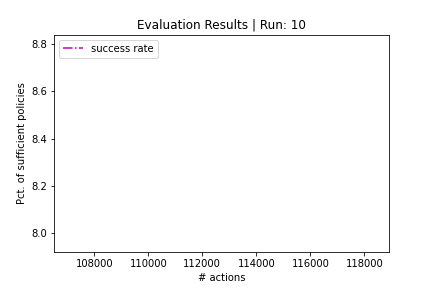 Evaluation Results | Run: 10
success rate
Pct. of sufficient policies
8.8
8.6
8.4
8.2
8.0
108000 110000 112000 114000 116000 118000
# actions